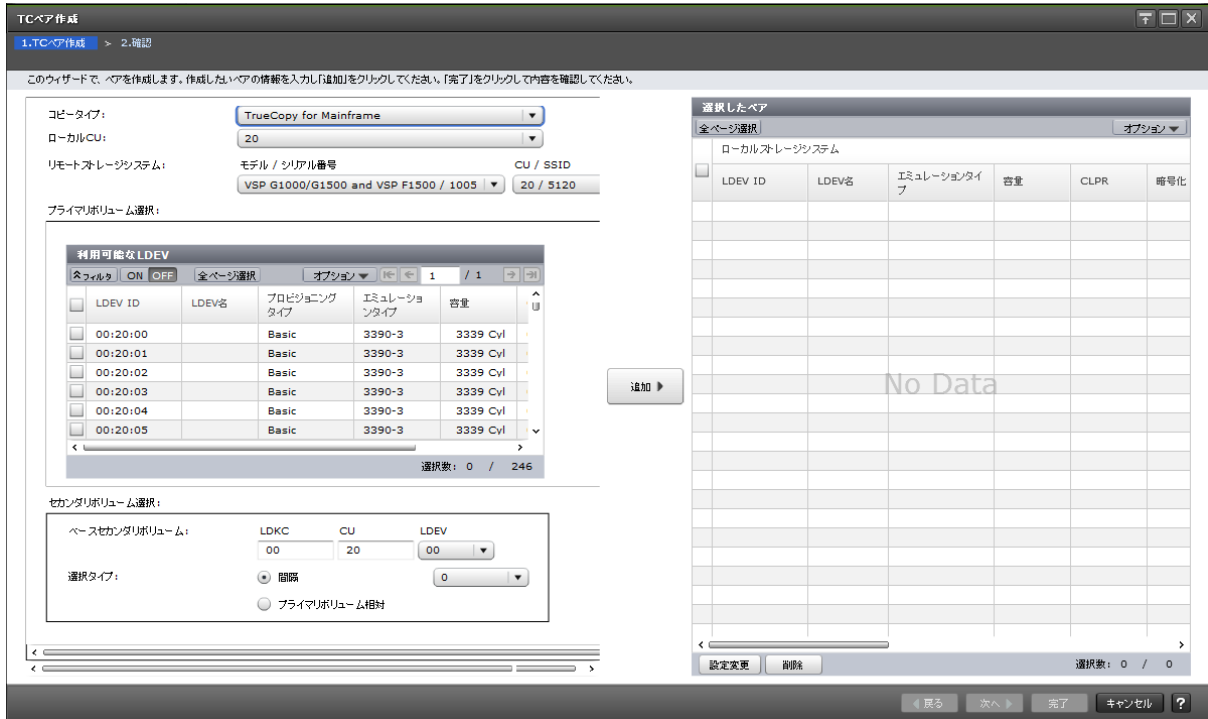 TCペア作成
1.TCペア作成 > 2.確認
このウィザードで、ペアを作成します。作成したいペアの情報を入力し「追加」をクリックしてください。「完了」をクリックして内容を確認してください。
コピータイプ:
TrueCopy for Mainframe
ローカルCU:
20
リモートストレージシステム:
モデル / シリアル番号
CU / SSID
VSP G1000/G1500 and VSP F1500 / 1005
20 / 5120
プライマリボリューム選択:
利用可能なLDEV
フィルタ ON OFF 全ページ選択 オプション 1 / 1
LDEV ID LDEV名 プロビジョニングタイプ エミュレーションタイプ 容量
00:20:00 Basic 3390-3 3339 Cyl
00:20:01 Basic 3390-3 3339 Cyl
00:20:02 Basic 3390-3 3339 Cyl
00:20:03 Basic 3390-3 3339 Cyl
00:20:04 Basic 3390-3 3339 Cyl
00:20:05 Basic 3390-3 3339 Cyl
選択数: 0 / 246
セカンダリボリューム選択:
ベースセカンダリボリューム:
LDKC CU LDEV
00 20 00
選択タイプ:
間隔 0
プライマリボリューム相対
追加
選択したペア
全ページ選択 オプション
ローカルストレージシステム
LDEV ID LDEV名 エミュレーションタイプ 容量 CLPR 暗号化
No Data
設定変更 削除 選択数: 0 / 0
戻る 次へ 完了 キャンセル ?